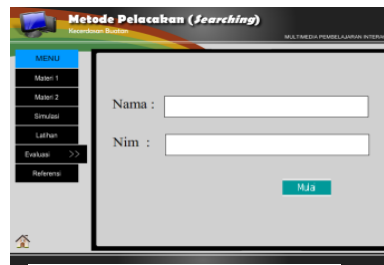 Metode Pelacakan (Searching)
Kecerdasan Buatan
MULTIMEDIA PEMBELAJARAN INTERA
MENU
Materi 1
Materi 2
Simulasi
Latihan
Evaluasi >>
Referensi
Nama :
Nim :
Mulai